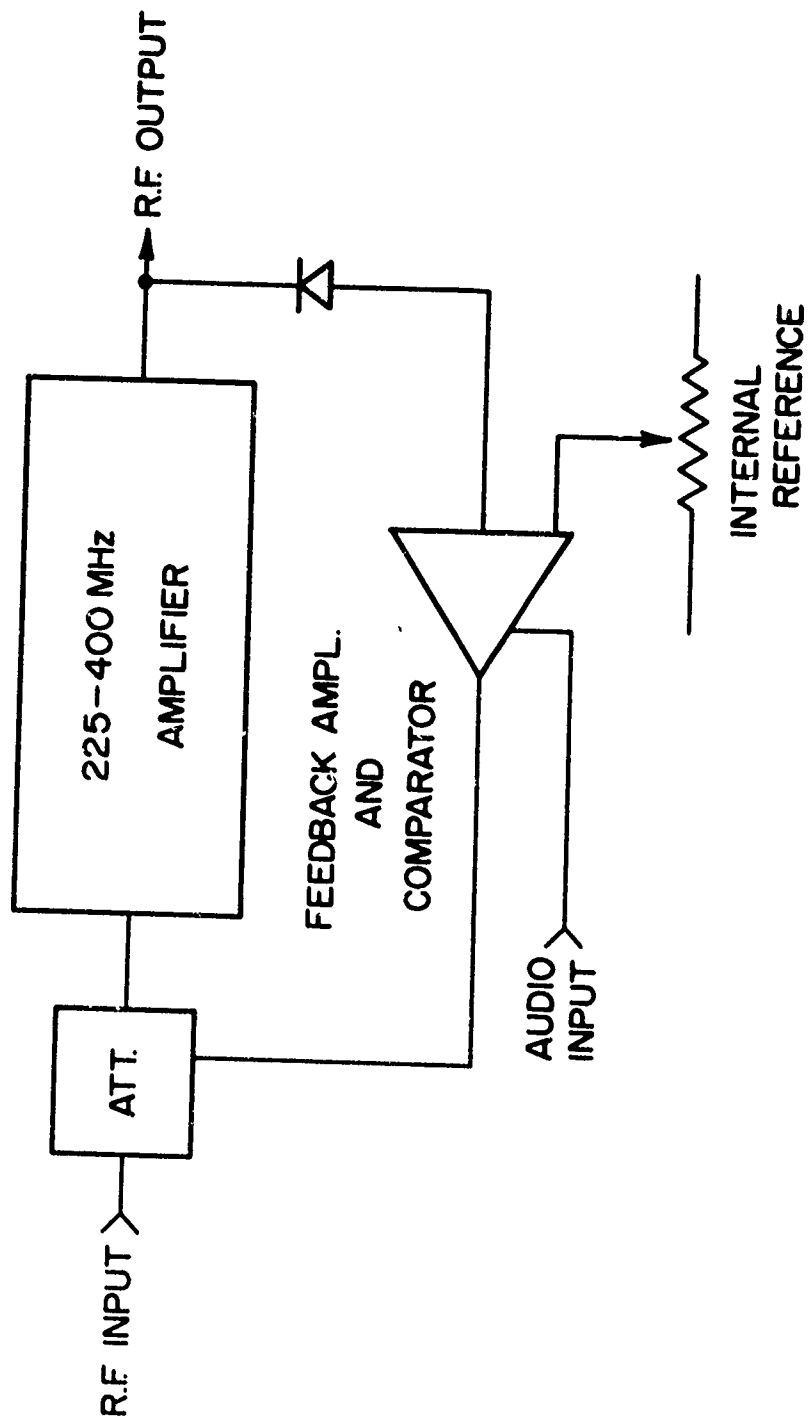 R.F. INPUT
ATT.
225-400 MHz
AMPLIFIER
R.F. OUTPUT
FEEDBACK AMPL.
AND
COMPARATOR
AUDIO
INPUT
INTERNAL
REFERENCE